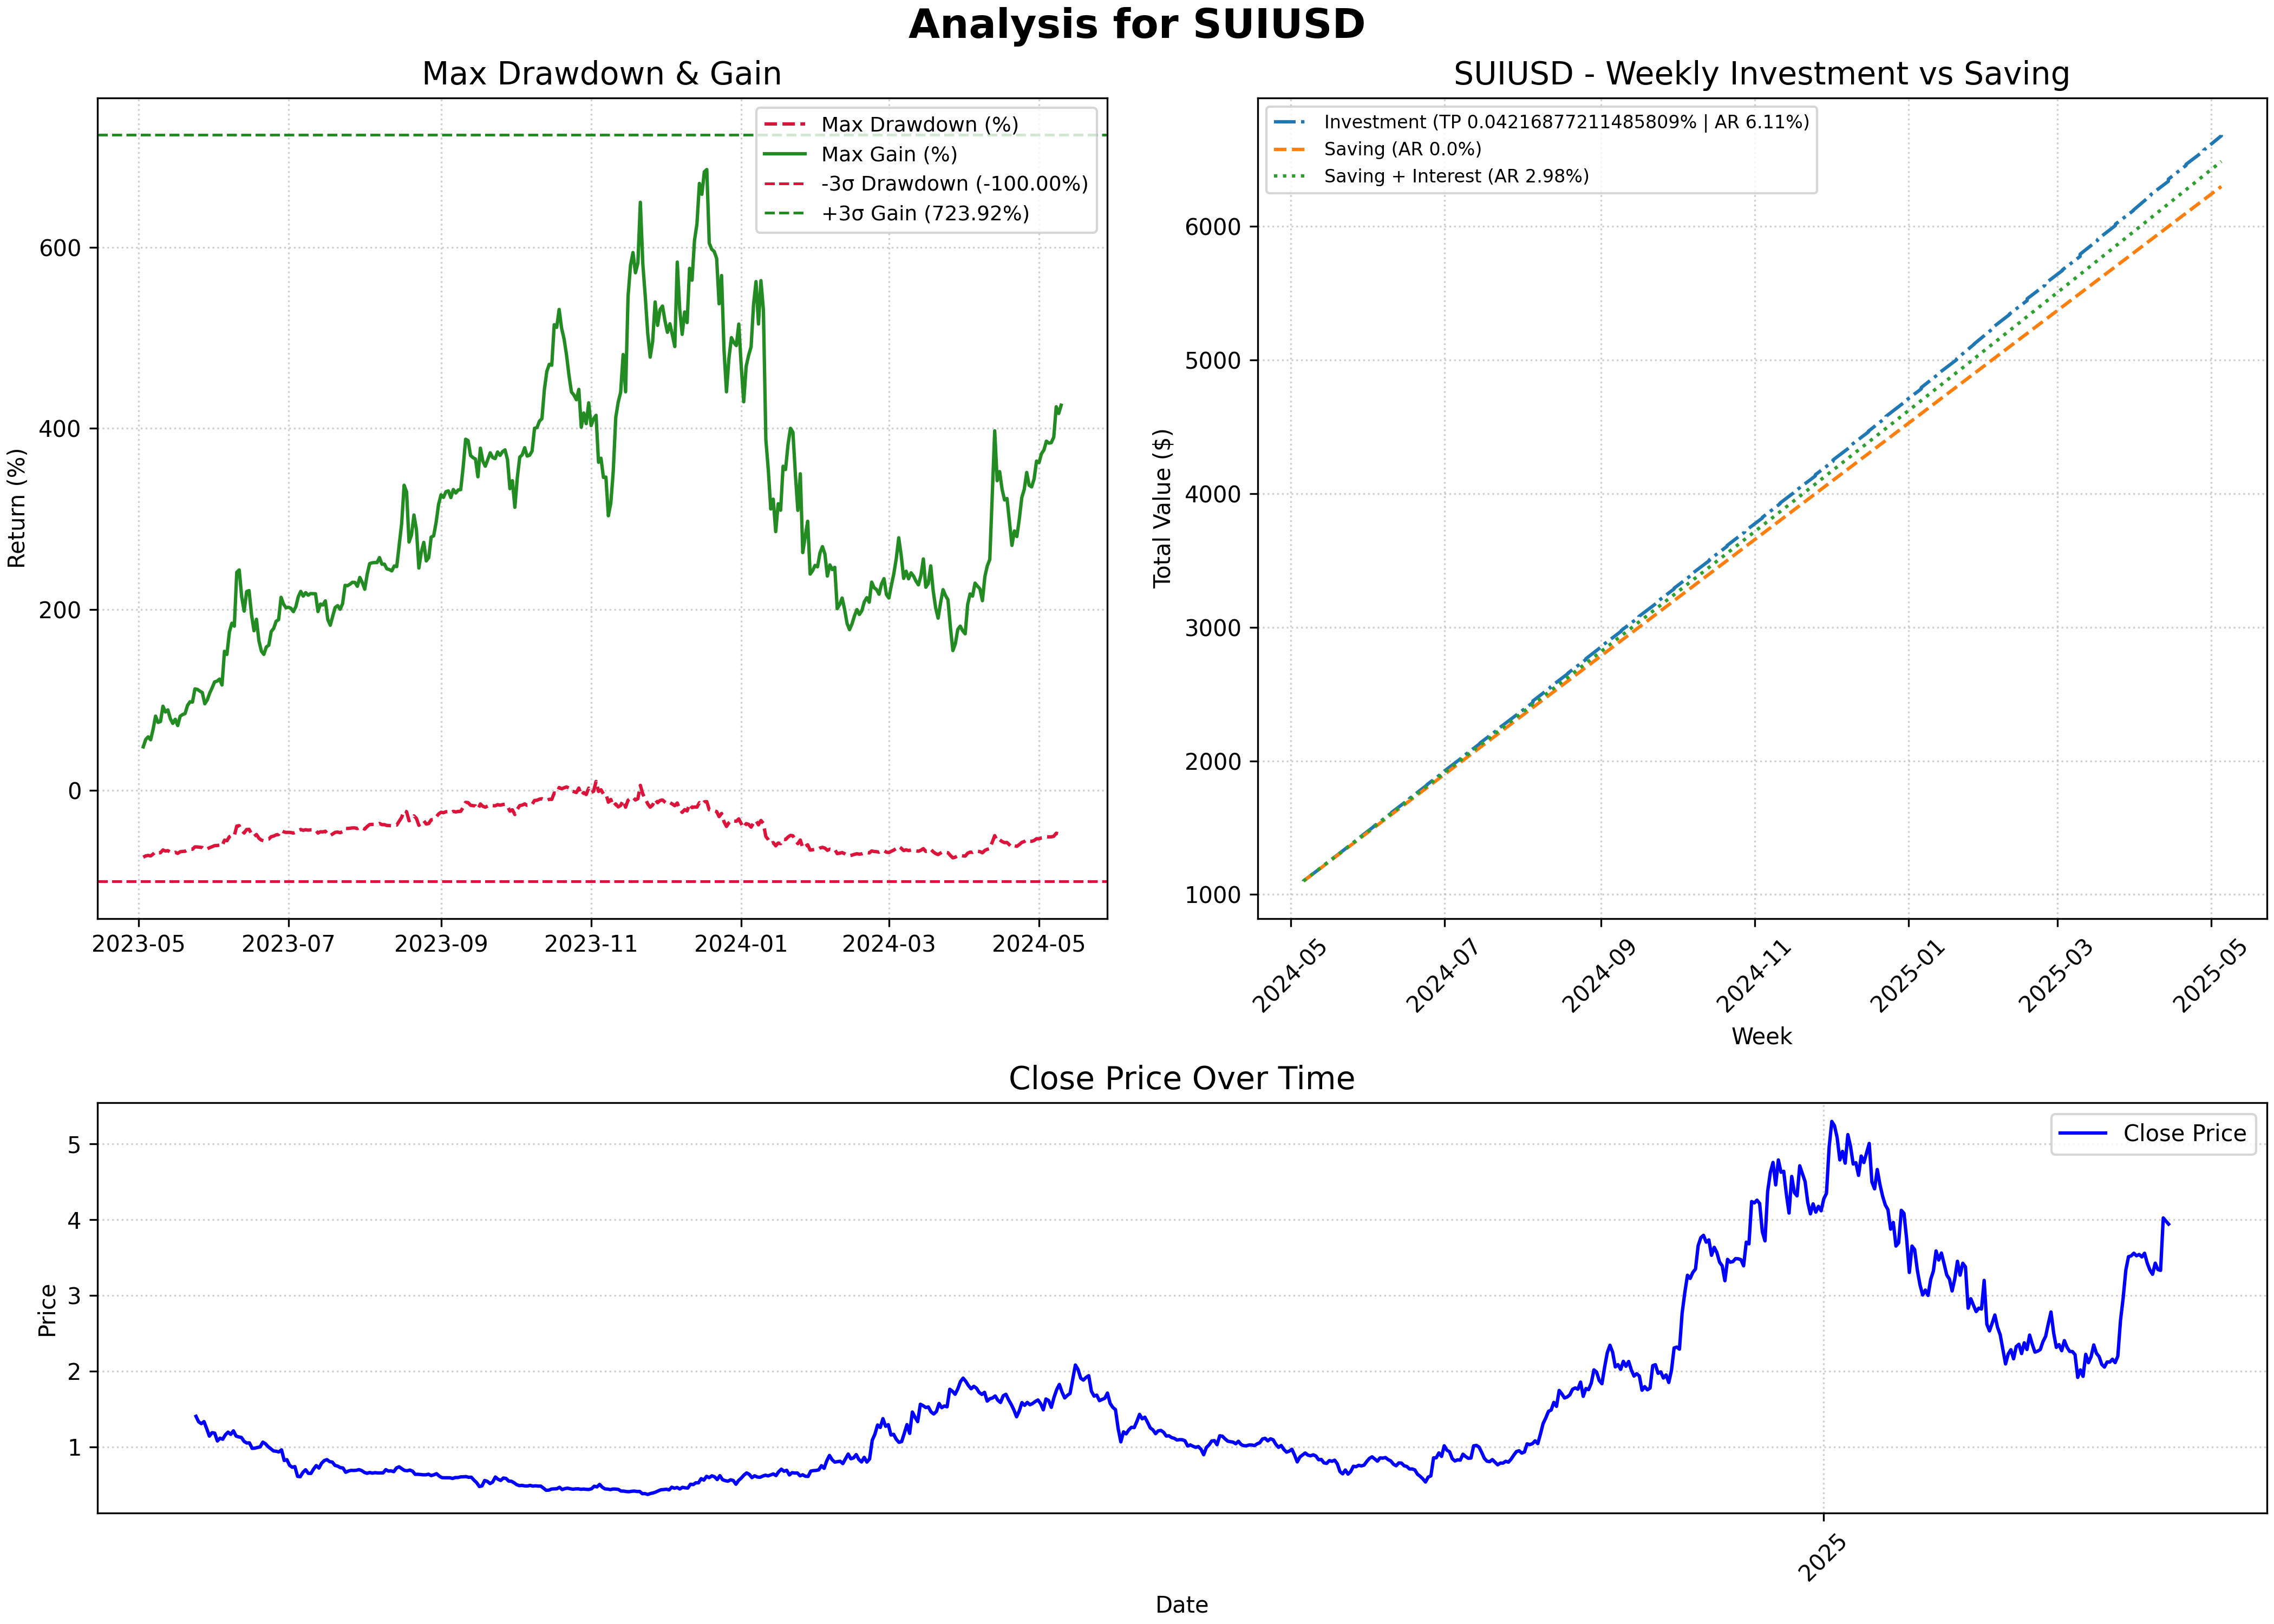 Analysis for SUIUSD
Max Drawdown & Gain
Max Drawdown (%)
Max Gain (%)
-3σ Drawdown (-100.00%)
+3σ Gain (723.92%)
Return (%)
600
400
200
0
2023-05
2023-07
2023-09
2023-11
2024-01
2024-03
2024-05
SUIUSD - Weekly Investment vs Saving
Investment (TP 0.04216877211485809% | AR 6.11%)
Saving (AR 0.0%)
Saving + Interest (AR 2.98%)
Total Value ($)
6000
5000
4000
3000
2000
1000
2024-05
2024-07
2024-09
2024-11
2025-01
2025-03
2025-05
Week
Close Price Over Time
Close Price
Price
5
4
3
2
1
2025
Date